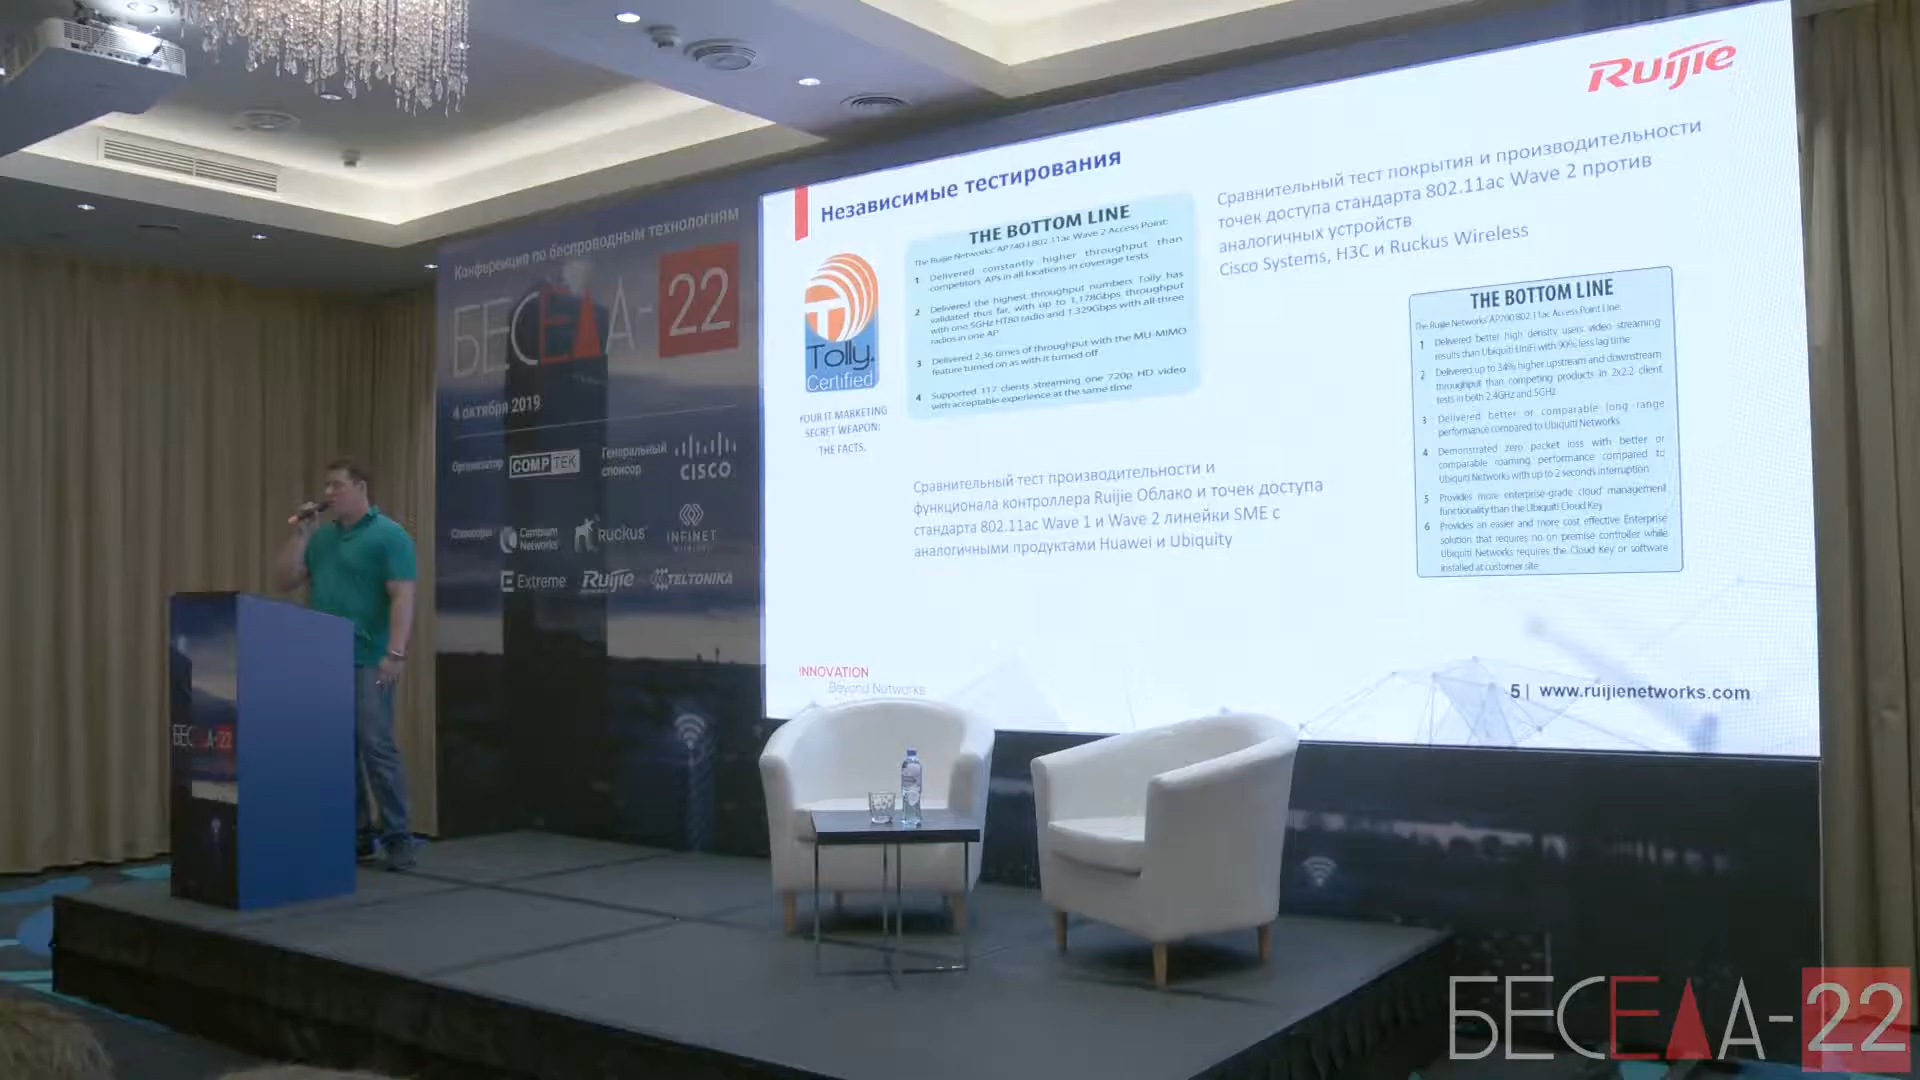 Конференция по беспроводным технологиям
БЕСЕДА-22
4 октября 2019
Организатор
COMPTEK
Генеральный
спонсор
CISCO
Спонсоры
Cambium
Networks
RUCKUS
INFINET
WIRELESS
Extreme
Ruijie
TELTONIKA
БЕСЕДА-22
Ruijie
Независимые тестирования
Tolly.
Certified
YOUR IT MARKETING
SECRET WEAPON:
THE FACTS.
THE BOTTOM LINE
The Ruijie Networks' AP740-I 802.11ac Wave 2 Access Point:
1 Delivered constantly higher throughput than
competitors' APs in all locations in coverage tests
2 Delivered the highest throughput numbers Tolly has
validated thus far, with up to 1.178Gbps throughput
with one 5GHz HT80 radio and 1.329Gbps with all three
radios in one AP
3 Delivered 2.36 times of throughput with the MU-MIMO
feature turned on as with it turned off
4 Supported 117 clients streaming one 720p HD video
with acceptable experience at the same time
Сравнительный тест покрытия и производительности
точек доступа стандарта 802.11ac Wave 2 против
аналогичных устройств
Cisco Systems, H3C и Ruckus Wireless
Сравнительный тест производительности и
функционала контроллера Ruijie Облако и точек доступа
стандарта 802.11ac Wave 1 и Wave 2 линейки SME с
аналогичными продуктами Huawei и Ubiquity
THE BOTTOM LINE
The Ruijie Networks' AP700 802.11ac Access Point Line:
1 Delivered better high density users video streaming
results than Ubiquiti UniFi with 90% less lag time
2 Delivered up to 34% higher upstream and downstream
throughput than competing products in 2x2:2 client
tests in both 2.4GHz and 5GHz
3 Delivered better or comparable long range
performance compared to Ubiquiti Networks
4 Demonstrated zero packet loss with better or
comparable roaming performance compared to
Ubiquiti Networks with up to 2 seconds interruption
5 Provides more enterprise-grade cloud management
functionality than the Ubiquiti Cloud Key
6 Provides an easier and more cost effective Enterprise
solution that requires no on premise controller while
Ubiquiti Networks requires the Cloud Key or software
installed at customer site
INNOVATION
Beyond Networks
5 | www.ruijienetworks.com
БЕСЕДА-22